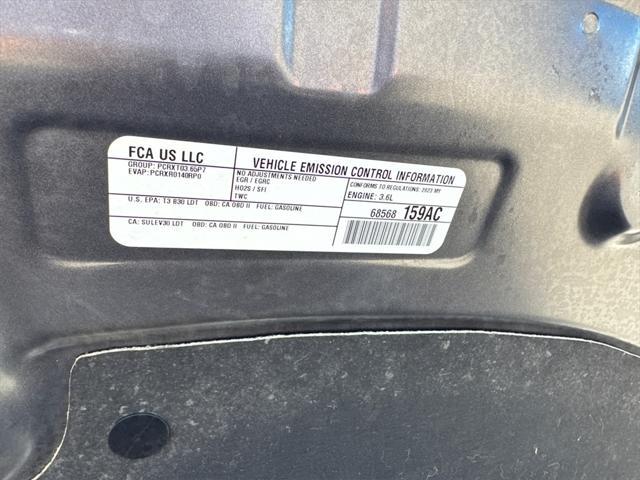 FCA US LLC
GROUP: PCRXT03.65P7
EVAP: PCRXR0140RP0
VEHICLE EMISSION CONTROL INFORMATION
NO ADJUSTMENTS NEEDED
EGR / EGRC
HO2S / SFI
TWC
CONFORMS TO REGULATIONS: 2023 MY
ENGINE: 3.6L
U.S. EPA: T3 B30 LDT OBD: CA OBD II FUEL: GASOLINE
CA: SULEV30 LDT OBD: CA OBD II FUEL: GASOLINE
68568 159AC